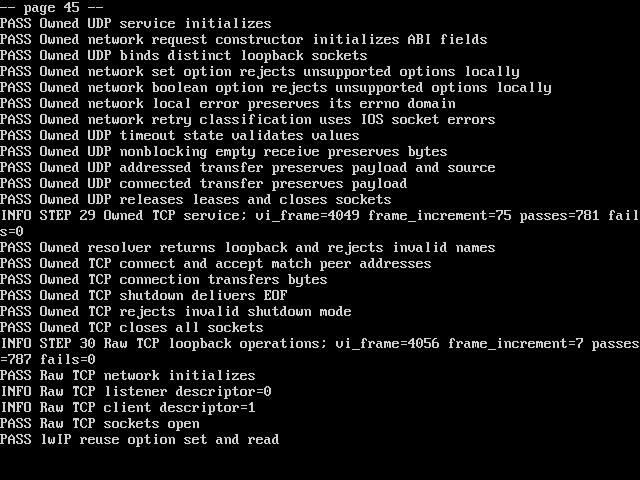 -- page 45 --
PASS Owned UDP service initializes
PASS Owned network request constructor initializes ABI fields
PASS Owned UDP binds distinct loopback sockets
PASS Owned network set option rejects unsupported options locally
PASS Owned network boolean option rejects unsupported options locally
PASS Owned network local error preserves its errno domain
PASS Owned network retry classification uses IOS socket errors
PASS Owned UDP timeout state validates values
PASS Owned UDP nonblocking empty receive preserves bytes
PASS Owned UDP addressed transfer preserves payload and source
PASS Owned UDP connected transfer preserves payload
PASS Owned UDP releases leases and closes sockets
INFO STEP 29 Owned TCP service; vi_frame=4049 frame_increment=75 passes=781 fail
s=0
PASS Owned resolver returns loopback and rejects invalid names
PASS Owned TCP connect and accept match peer addresses
PASS Owned TCP connection transfers bytes
PASS Owned TCP shutdown delivers EOF
PASS Owned TCP rejects invalid shutdown mode
PASS Owned TCP closes all sockets
INFO STEP 30 Raw TCP loopback operations; vi_frame=4056 frame_increment=7 passes
=787 fails=0
PASS Raw TCP network initializes
INFO Raw TCP listener descriptor=0
INFO Raw TCP client descriptor=1
PASS Raw TCP sockets open
PASS lwIP reuse option set and read